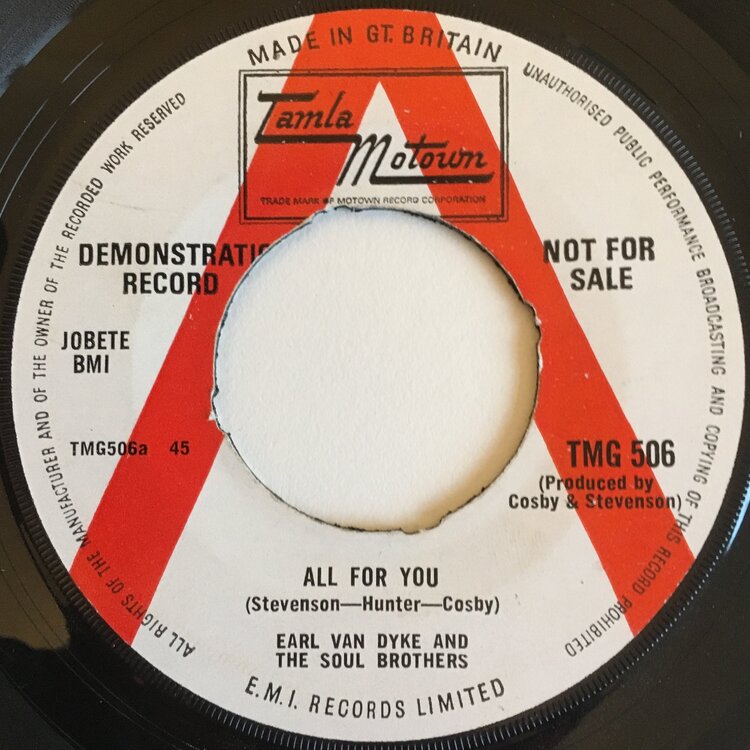 MADE IN GT. BRITAIN
Tamla
Motown
TRADE MARK OF MOTOWN RECORD CORPORATION
UNAUTHORISED PUBLIC PERFORMANCE BROADCASTING AND COPYING OF THIS RECORD PROHIBITED
ALL RIGHTS OF THE MANUFACTURER AND OF THE OWNER OF THE RECORDED WORK RESERVED
DEMONSTRATIO
RECORD
NOT FOR
SALE
JOBETE
BMI
TMG506a 45
TMG 506
(Produced by
Cosby & Stevenson)
ALL FOR YOU
(Stevenson—Hunter—Cosby)
EARL VAN DYKE AND
THE SOUL BROTHERS
E.M.I. RECORDS LIMITED